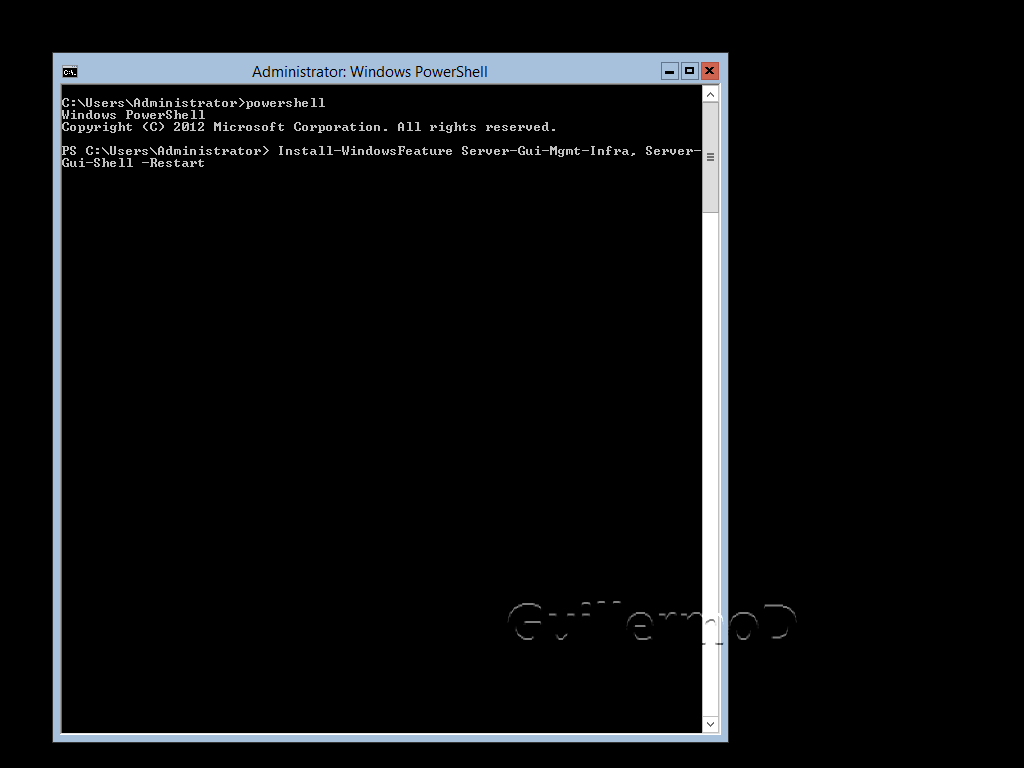 Administrator: Windows PowerShell
C:\Users\Administrator>powershell
Windows PowerShell
Copyright (C) 2012 Microsoft Corporation. All rights reserved.
PS C:\Users\Administrator> Install-WindowsFeature Server-Gui-Mgmt-Infra, Server-
Gui-Shell -Restart
GuillermoD